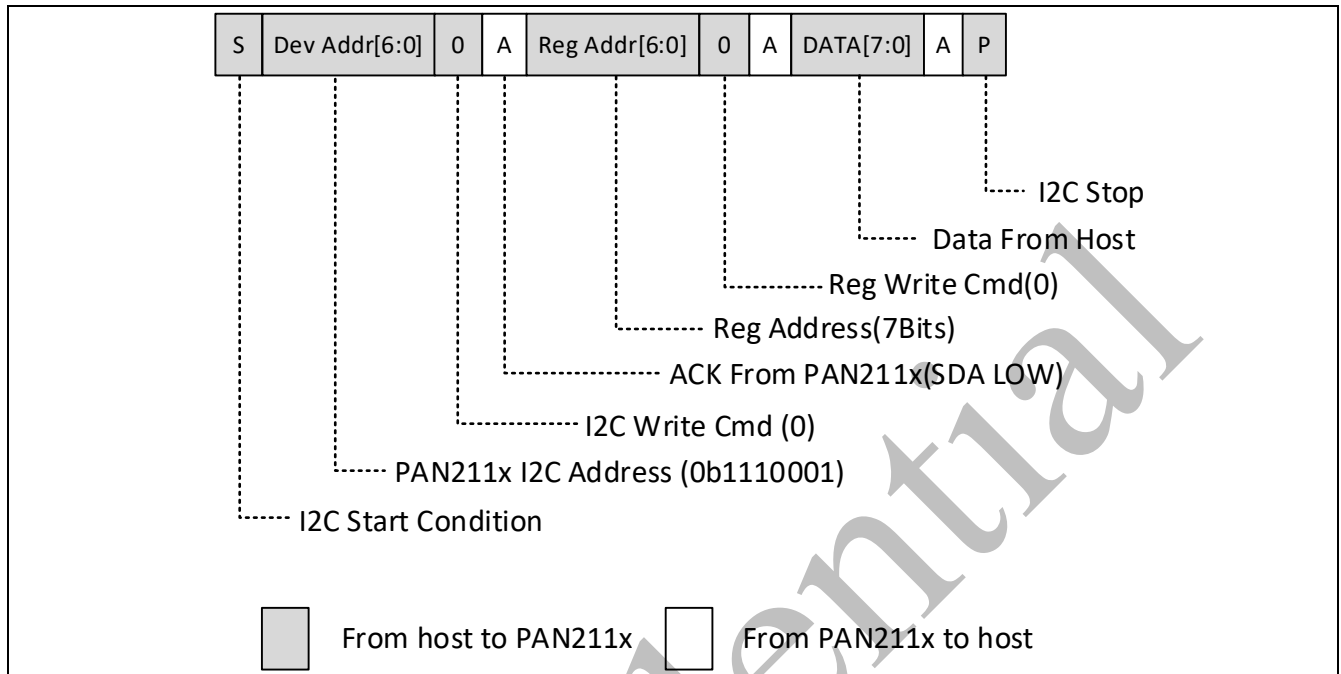 S Dev Addr[6:0] 0 A Reg Addr[6:0] 0 A DATA[7:0] A P
I2C Stop
Data From Host
Reg Write Cmd(0)
Reg Address(7Bits)
ACK From PAN211x(SDA LOW)
I2C Write Cmd (0)
PAN211x I2C Address (0b1110001)
I2C Start Condition
From host to PAN211x From PAN211x to host
ential